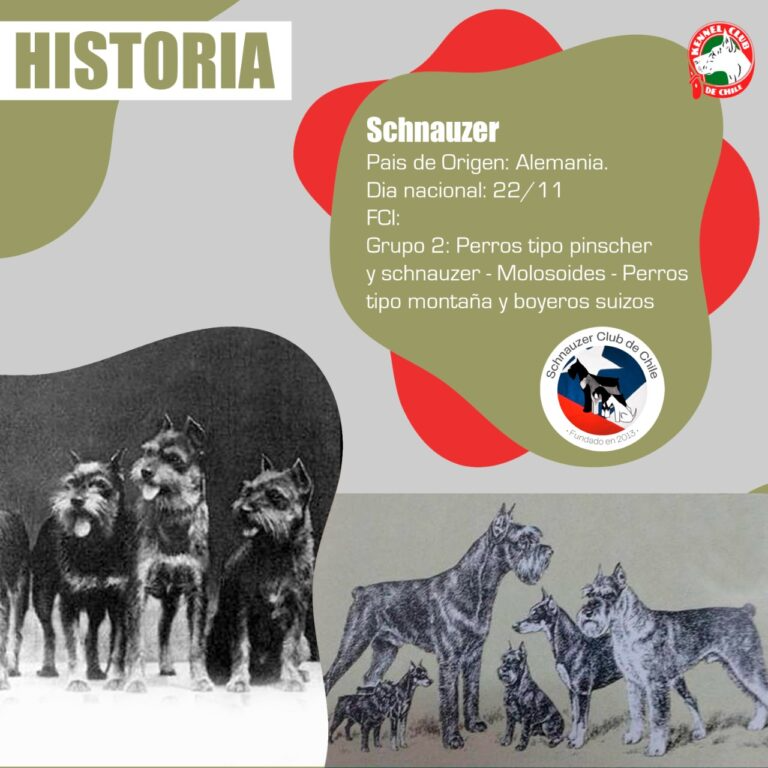 HISTORIA
KENNEL CLUB
DE CHILE
Schnauzer
Pais de Origen: Alemania.
Dia nacional: 22/11
FCI:
Grupo 2: Perros tipo pinscher
y schnauzer - Molosoides - Perros
tipo montaña y boyeros suizos
Schnauzer Club de Chile
- Fundado en 2013 -